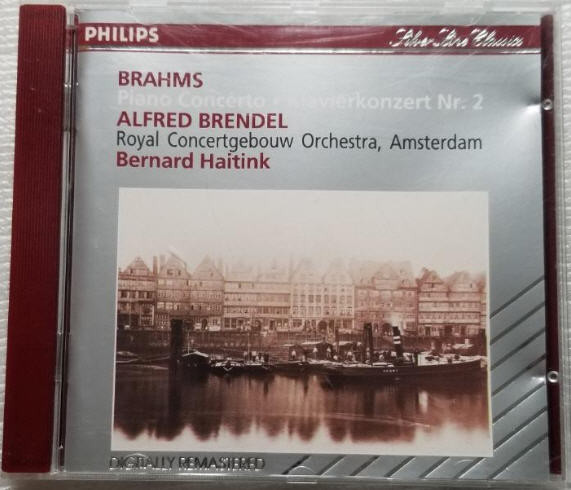 PHILIPS
Silver Line Classics
BRAHMS
Piano Concerto • Klavierkonzert Nr. 2
ALFRED BRENDEL
Royal Concertgebouw Orchestra, Amsterdam
Bernard Haitink
DIGITALLY REMASTERED